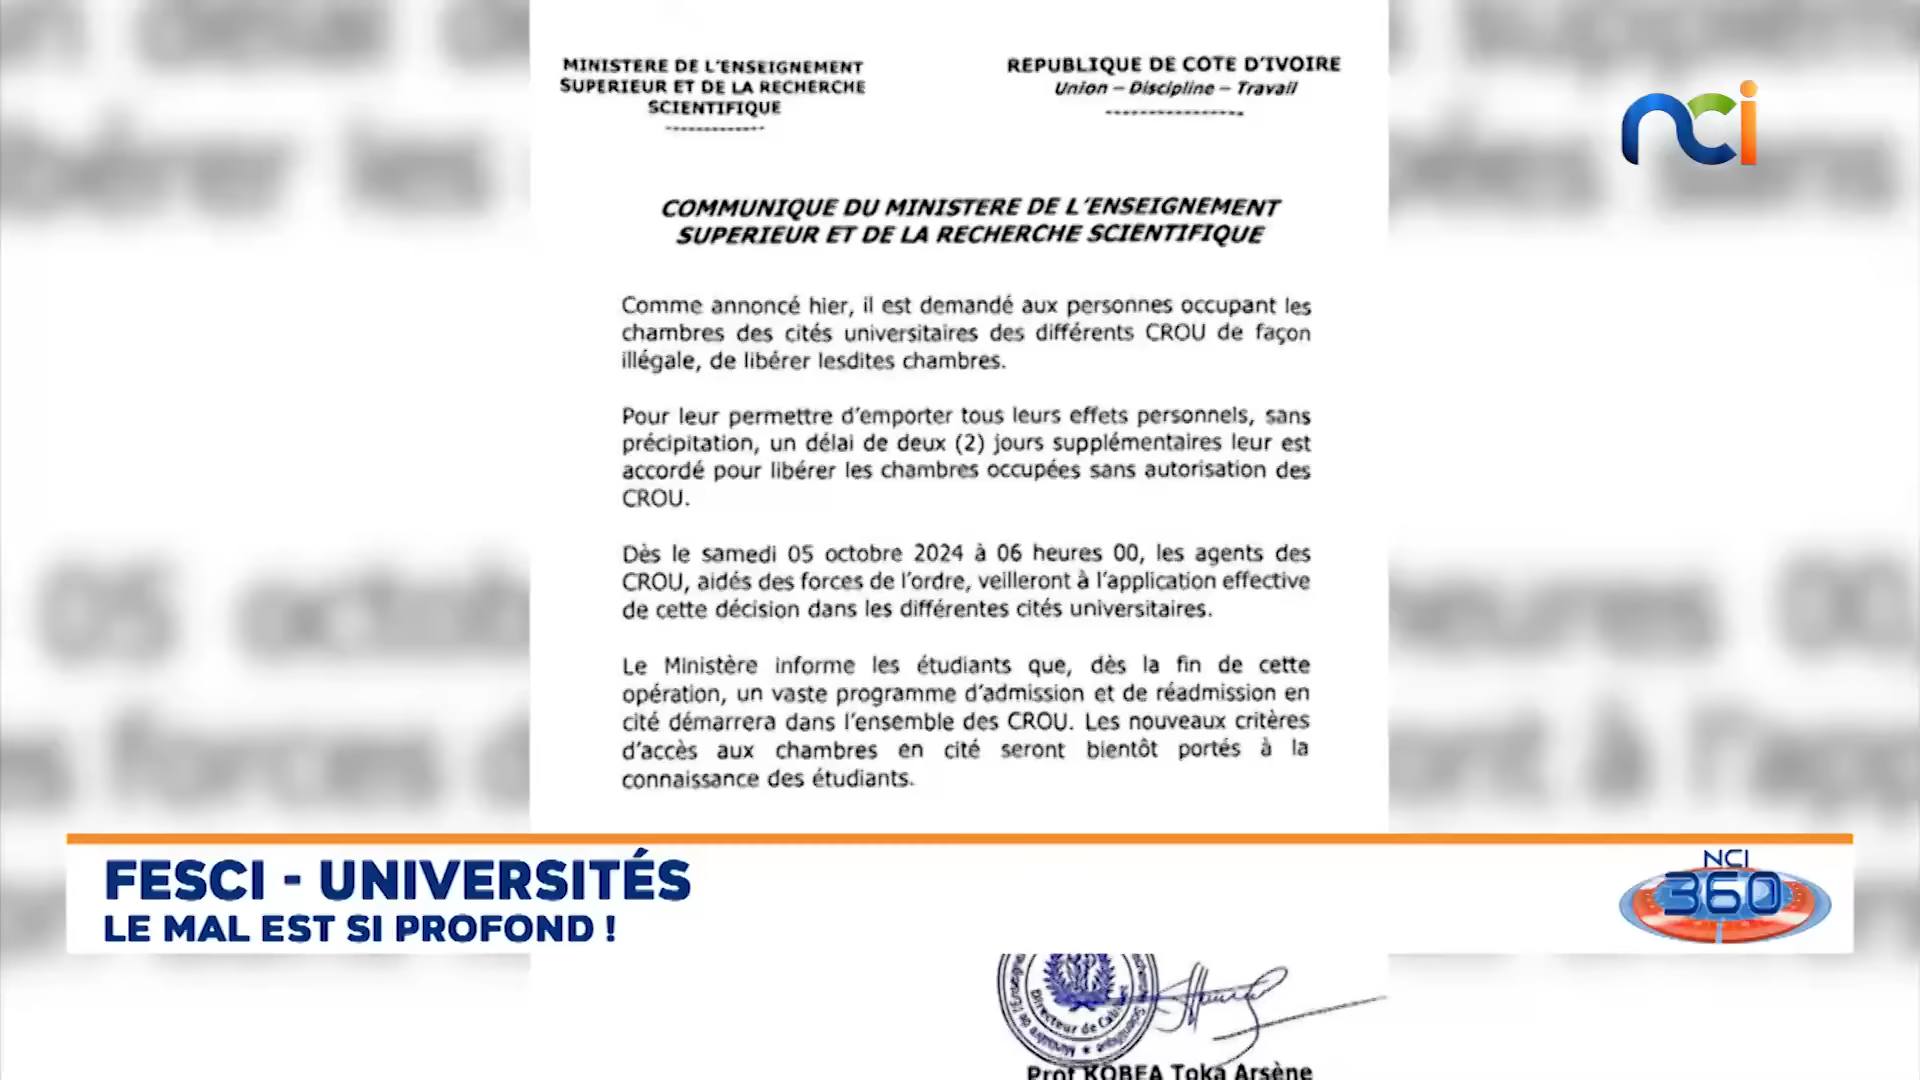 MINISTERE DE L'ENSEIGNEMENT
SUPERIEUR ET DE LA RECHERCHE
SCIENTIFIQUE
-------------
REPUBLIQUE DE COTE D'IVOIRE
Union – Discipline – Travail
----------------
nci
COMMUNIQUE DU MINISTERE DE L'ENSEIGNEMENT
SUPERIEUR ET DE LA RECHERCHE SCIENTIFIQUE
Comme annoncé hier, il est demandé aux personnes occupant les
chambres des cités universitaires des différents CROU de façon
illégale, de libérer lesdites chambres.
Pour leur permettre d'emporter tous leurs effets personnels, sans
précipitation, un délai de deux (2) jours supplémentaires leur est
accordé pour libérer les chambres occupées sans autorisation des
CROU.
Dès le samedi 05 octobre 2024 à 06 heures 00, les agents des
CROU, aidés des forces de l'ordre, veilleront à l'application effective
de cette décision dans les différentes cités universitaires.
Le Ministère informe les étudiants que, dès la fin de cette
opération, un vaste programme d'admission et de réadmission en
cité démarrera dans l'ensemble des CROU. Les nouveaux critères
d'accès aux chambres en cité seront bientôt portés à la
connaissance des étudiants.
FESCI - UNIVERSITÉS
LE MAL EST SI PROFOND !
NCI
360
Directeur de
Prof KOBEA Toka Arsène